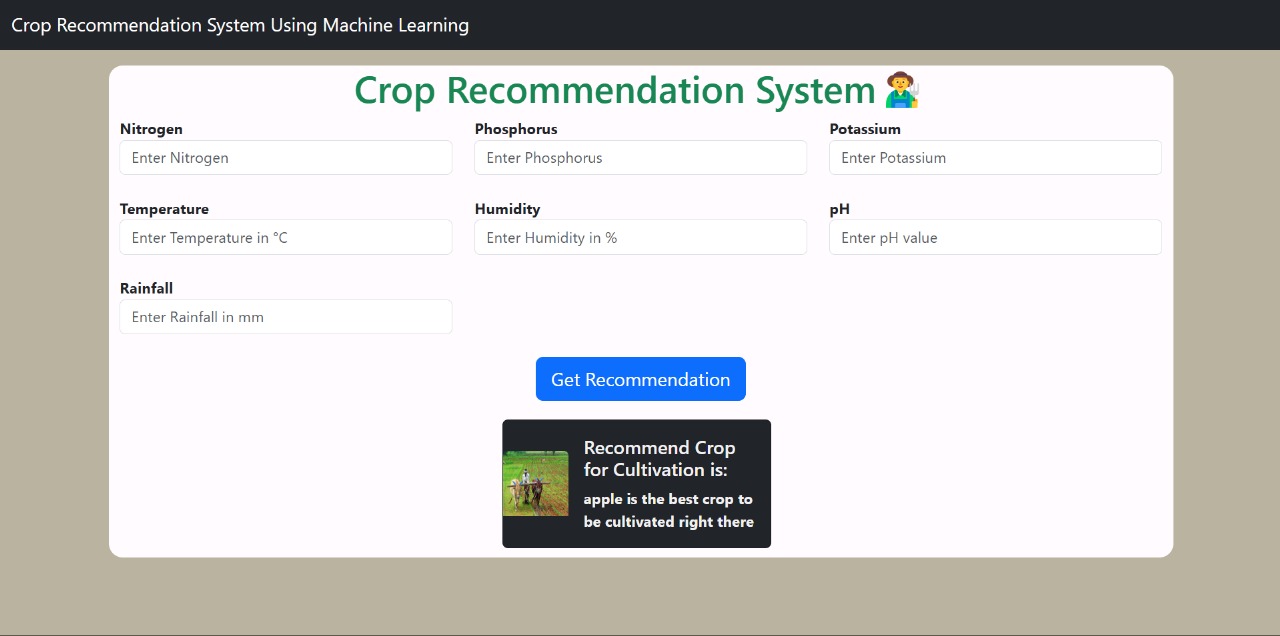 Crop Recommendation System Using Machine Learning
Crop Recommendation System
Nitrogen Phosphorus Potassium
Enter Nitrogen Enter Phosphorus Enter Potassium
Temperature Humidity pH
Enter Temperature in °C Enter Humidity in % Enter pH value
Rainfall
Enter Rainfall in mm
Get Recommendation
Recommend Crop
for Cultivation is:
apple is the best crop to
be cultivated right there